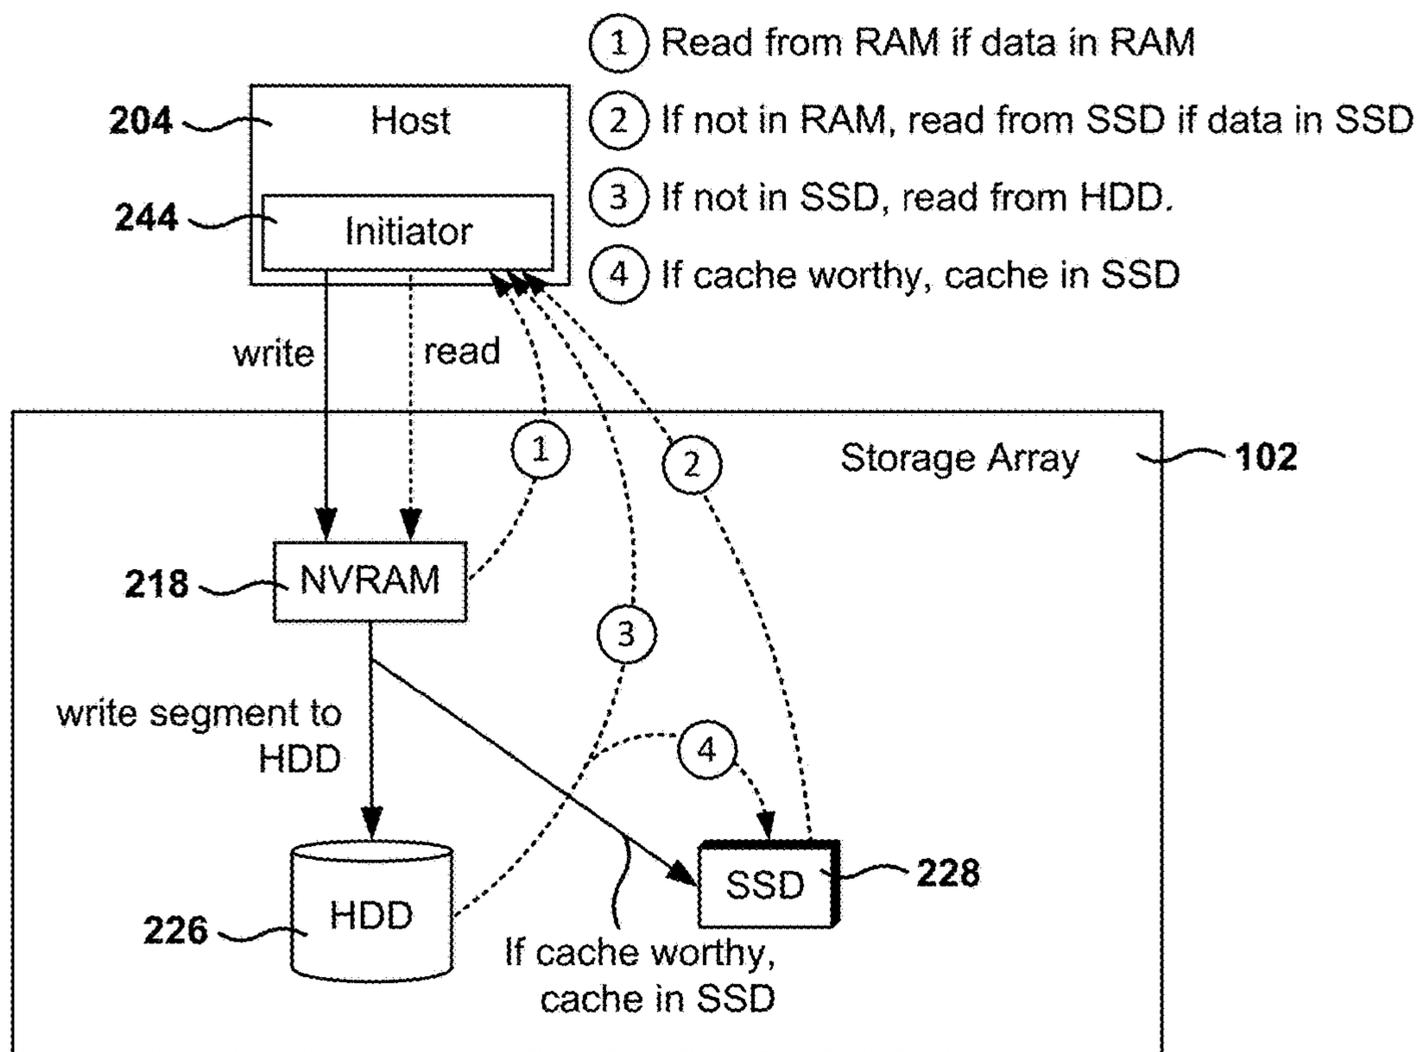 1 Read from RAM if data in RAM
204 Host
2 If not in RAM, read from SSD if data in SSD
244 Initiator
3 If not in SSD, read from HDD.
4 If cache worthy, cache in SSD
write
read
1
2
Storage Array
102
218
NVRAM
3
write segment to
HDD
4
226
HDD
SSD
228
If cache worthy,
cache in SSD